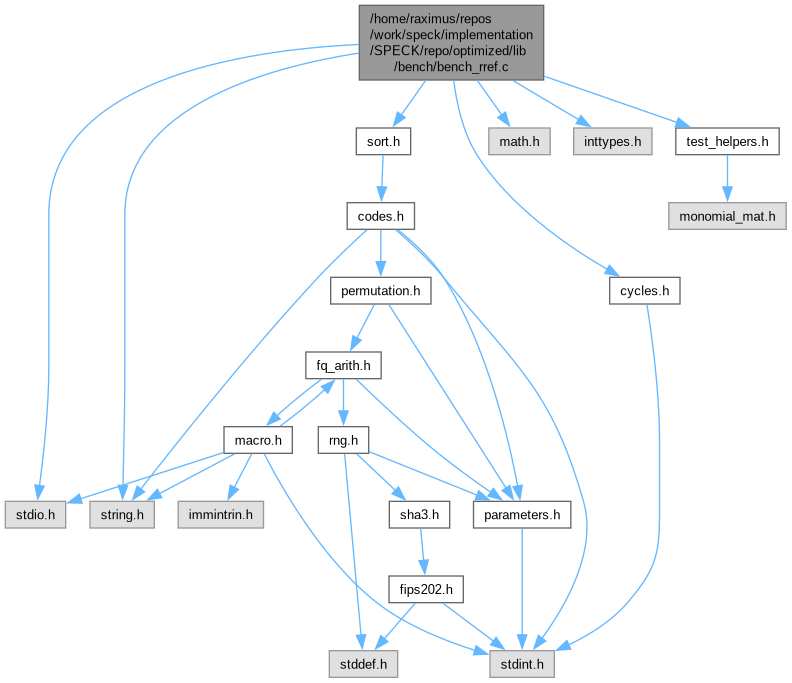 /home/raximus/repos
/work/speck/implementation
/SPECK/repo/optimized/lib
/bench/bench_rref.c
sort.h
math.h
inttypes.h
test_helpers.h
codes.h
monomial_mat.h
permutation.h
cycles.h
fq_arith.h
macro.h
rng.h
stdio.h
string.h
immintrin.h
sha3.h
parameters.h
fips202.h
stddef.h
stdint.h